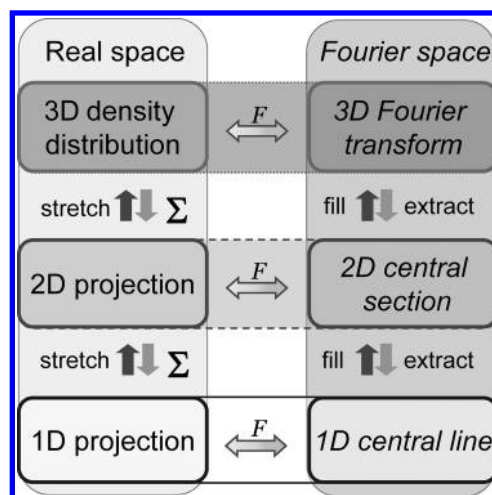 Real space Fourier space
3D density distribution F 3D Fourier transform
stretch Σ fill extract
2D projection F 2D central section
stretch Σ fill extract
1D projection F 1D central line